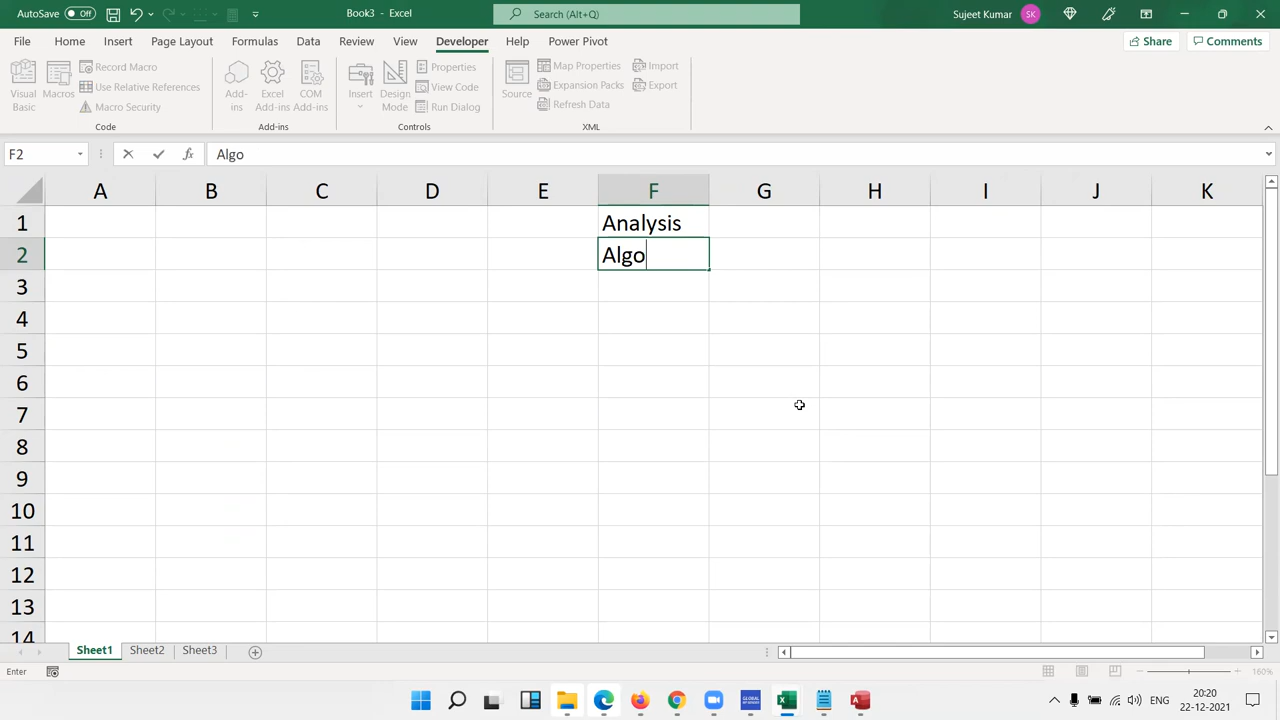 AutoSave Off Book3 - Excel Search (Alt+Q) Sujeet Kumar SK
File Home Insert Page Layout Formulas Data Review View Developer Help Power Pivot Share Comments
Visual Basic
Macros
Record Macro
Use Relative References
Macro Security
Code
Add-ins
Excel Add-ins
COM Add-ins
Add-ins
Insert
Design Mode
Properties
View Code
Run Dialog
Controls
Source
Map Properties
Expansion Packs
Refresh Data
Import
Export
XML
F2 fx Algo
A B C D E F G H I J K
1 Analysis
2 Algo
3
4
5
6
7
8
9
10
11
12
13
14
Sheet1 Sheet2 Sheet3
Enter 160%
ENG 20:20
22-12-2021